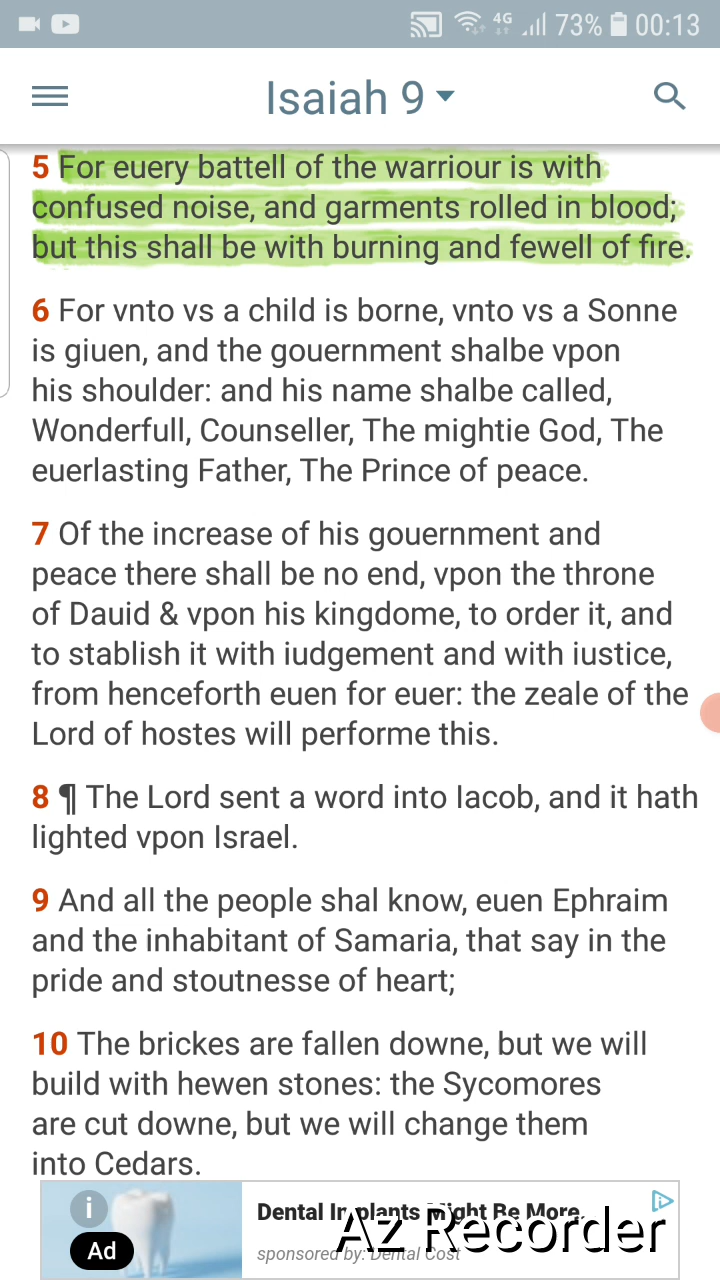 4G 73% 00:13
Isaiah 9
5 For euery battell of the warriour is with
confused noise, and garments rolled in blood;
but this shall be with burning and fewell of fire.
6 For vnto vs a child is borne, vnto vs a Sonne
is giuen, and the gouernment shalbe vpon
his shoulder: and his name shalbe called,
Wonderfull, Counseller, The mightie God, The
euerlasting Father, The Prince of peace.
7 Of the increase of his gouernment and
peace there shall be no end, vpon the throne
of Dauid & vpon his kingdome, to order it, and
to stablish it with iudgement and with iustice,
from henceforth euen for euer: the zeale of the
Lord of hostes will performe this.
8 ¶ The Lord sent a word into Iacob, and it hath
lighted vpon Israel.
9 And all the people shal know, euen Ephraim
and the inhabitant of Samaria, that say in the
pride and stoutnesse of heart;
10 The brickes are fallen downe, but we will
build with hewen stones: the Sycomores
are cut downe, but we will change them
into Cedars.
i
Ad
Dental Implants Might Be More
sponsored by: Dental Cost
Az Recorder